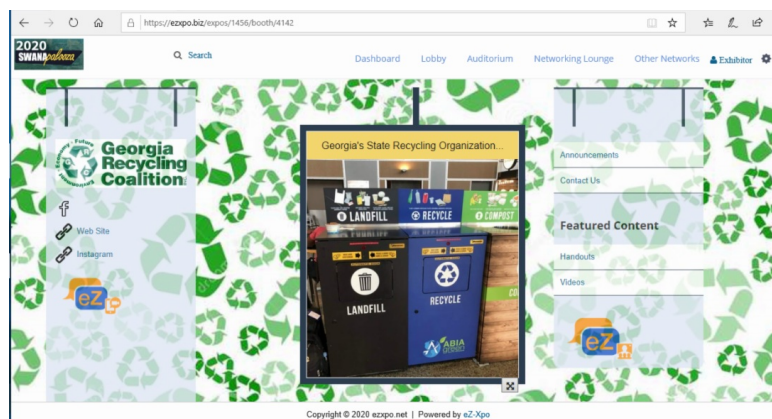 https://ezxpo.biz/expos/1456/booth/4142
2020
SWANApalooza
Search
Dashboard
Lobby
Auditorium
Networking Lounge
Other Networks
Exhibitor
Georgia
Recycling
Coalition
Web Site
Instagram
eZ
Georgia's State Recycling Organization...
LANDFILL
RECYCLE
COMPOST
LANDFILL
RECYCLE
ABIA
green
Announcements
Contact Us
Featured Content
Handouts
Videos
eZ
Copyright © 2020 ezxpo.net | Powered by eZ-Xpo